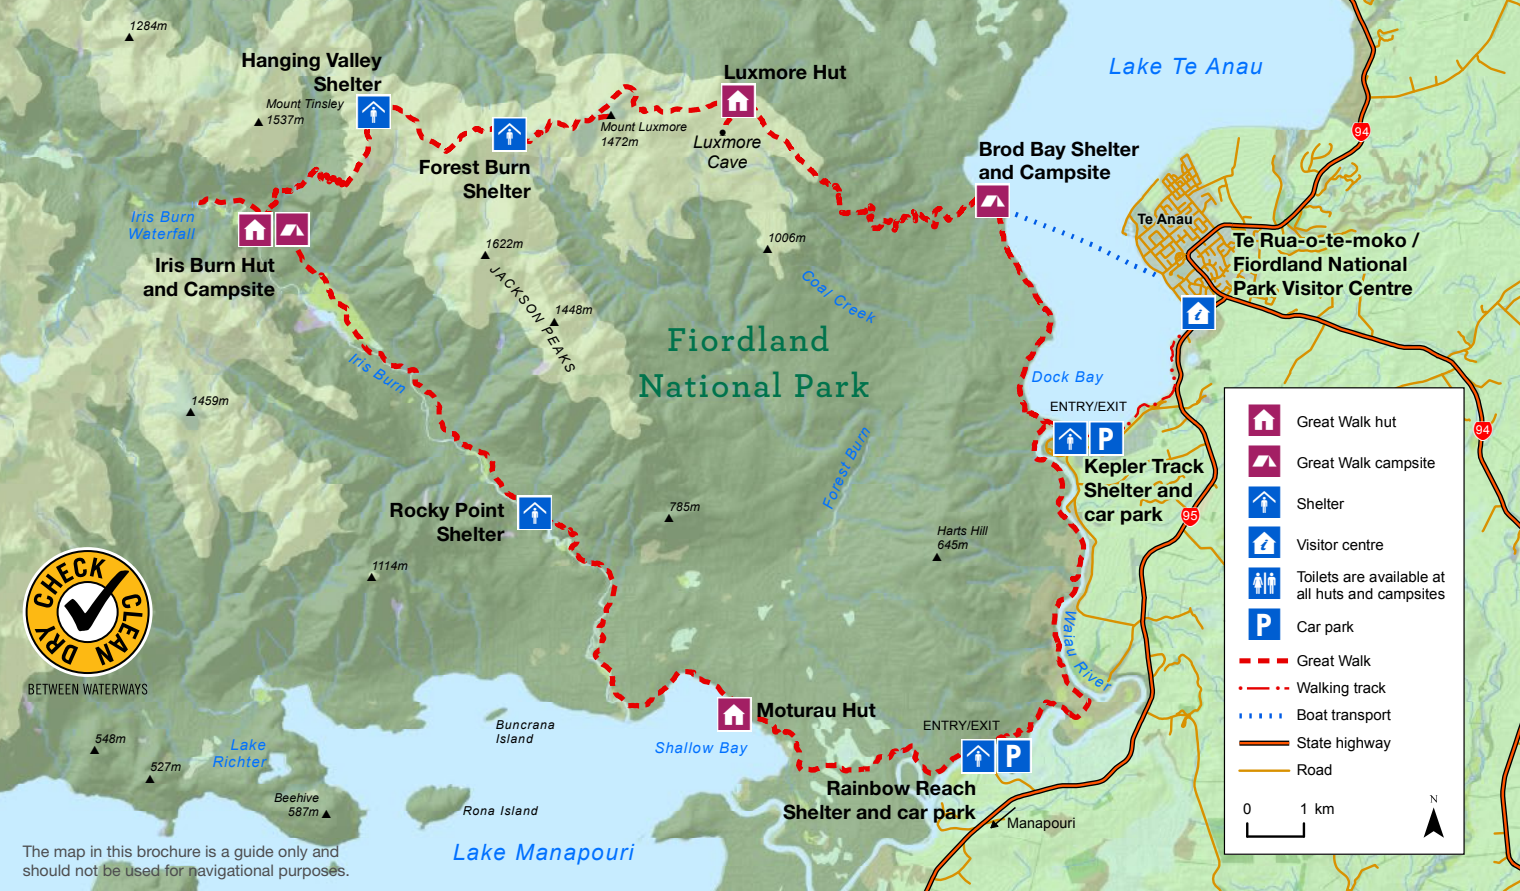 1284m
Hanging Valley
Shelter
Mount Tinsley
1537m
Luxmore Hut
Lake Te Anau
Mount Luxmore
1472m
Luxmore
Cave
Forest Burn
Shelter
94
Brod Bay Shelter
and Campsite
Te Anau
Iris Burn
Waterfall
Iris Burn Hut
and Campsite
1622m
JACKSON PEAKS
1448m
1006m
Coal Creek
Te Rua-o-te-moko /
Fiordland National
Park Visitor Centre
i
Fiordland
National Park
Iris Burn
1459m
Dock Bay
ENTRY/EXIT
P
Kepler Track
Shelter and
car park
94
95
Forest Burn
Rocky Point
Shelter
785m
Harts Hill
645m
1114m
Waiau River
CHECK
CLEAN
DRY
BETWEEN WATERWAYS
Moturau Hut
ENTRY/EXIT
P
Rainbow Reach
Shelter and car park
Manapouri
Buncrana
Island
Shallow Bay
548m
527m
Lake
Richter
Beehive
587m
Rona Island
Lake Manapouri
The map in this brochure is a guide only and
should not be used for navigational purposes.
Great Walk hut
Great Walk campsite
Shelter
i
Visitor centre
Toilets are available at
all huts and campsites
P
Car park
Great Walk
Walking track
Boat transport
State highway
Road
0 1 km
N